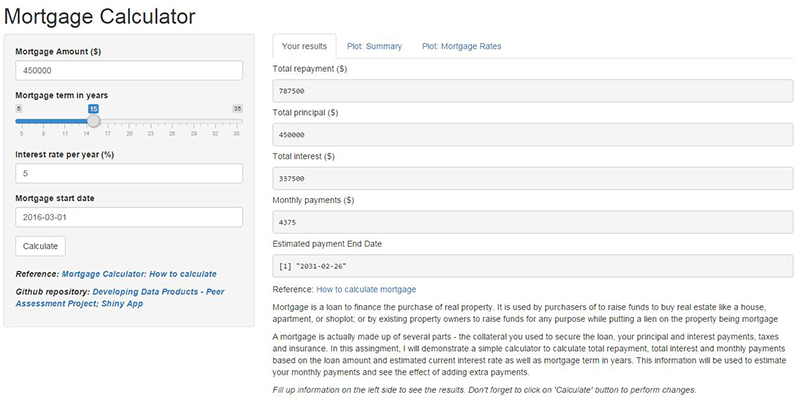 Mortgage Calculator
Mortgage Amount ($)
450000
Mortgage term in years
5 15 35
5 8 11 14 17 20 23 26 29 32 35
Interest rate per year (%)
5
Mortgage start date
2016-03-01
Calculate
Reference: Mortgage Calculator: How to calculate
Github repository: Developing Data Products - Peer
Assessment Project; Shiny App
Your results Plot: Summary Plot: Mortgage Rates
Total repayment ($)
787500
Total principal ($)
450000
Total interest ($)
337500
Monthly payments ($)
4375
Estimated payment End Date
[1] "2031-02-26"
Reference: How to calculate mortgage
Mortgage is a loan to finance the purchase of real property. It is used by purchasers of to raise funds to buy real estate like a house,
apartment, or shoplot; or by existing property owners to raise funds for any purpose while putting a lien on the property being mortgage
A mortgage is actually made up of several parts - the collateral you used to secure the loan, your principal and interest payments, taxes
and insurance. In this assingment, I will demonstrate a simple calculator to calculate total repayment, total interest and monthly payments
based on the loan amount and estimated current interest rate as well as mortgage term in years. This information will be used to estimate
your monthly payments and see the effect of adding extra payments.
Fill up information on the left side to see the results. Don't forget to click on 'Calculate' button to perform changes.